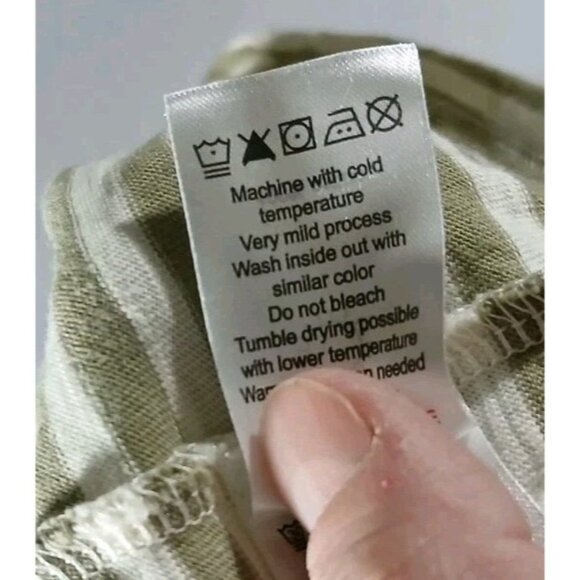 Machine with cold
temperature
Very mild process
Wash inside out with
similar color
Do not bleach
Tumble drying possible
with lower temperature
needed